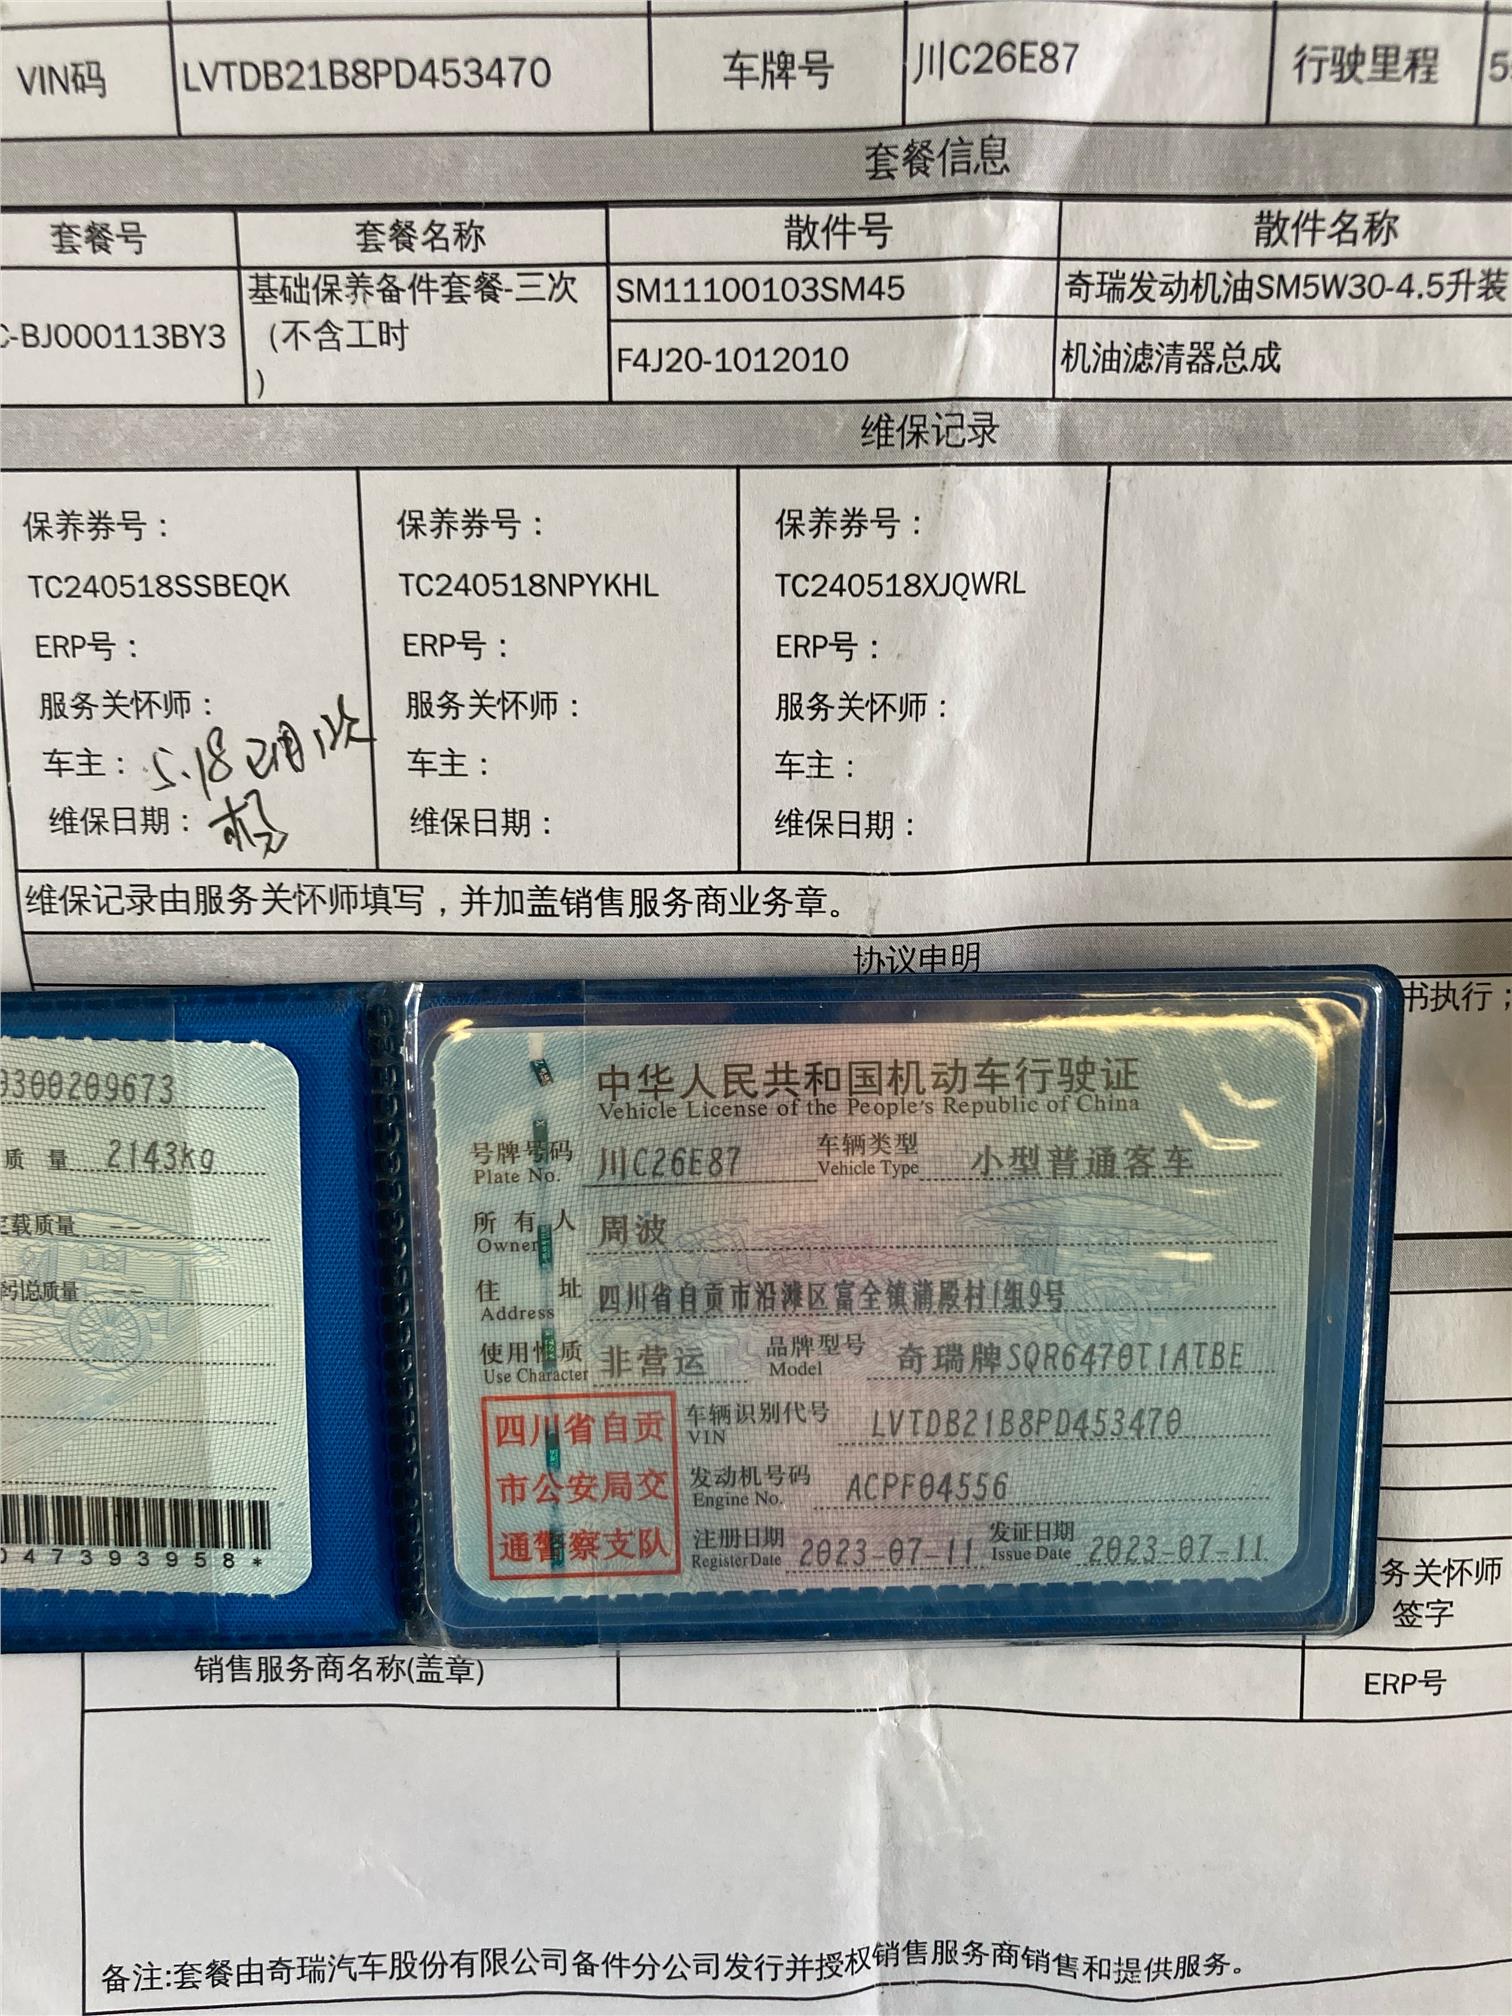 VIN码 LVTDB21B8PD453470 车牌号 川C26E87 行驶里程 5
套餐信息
套餐号 套餐名称 散件号 散件名称
C-BJ000113BY3 基础保养备件套餐-三次 SM11100103SM45 奇瑞发动机油SM5W30-4.5升装
（不含工时
） F4J20-1012010 机油滤清器总成
维保记录
保养券号： 保养券号： 保养券号：
TC240518SSBEQK TC240518NPYKHL TC240518XJQWRL
ERP号： ERP号： ERP号：
服务关怀师： 服务关怀师： 服务关怀师：
车主：5.18已用1次 车主： 车主：
维保日期：杨 维保日期： 维保日期：
维保记录由服务关怀师填写，并加盖销售服务商业务章。
协议申明
书执行；
0300209673
质 量 2143kg
载质量 --
质量 --
047393958*
中华人民共和国机动车行驶证
Vehicle License of the People's Republic of China
号牌号码 川C26E87 车辆类型 小型普通客车
Plate No. Vehicle Type
所有人 周波
Owner
住址 四川省自贡市沿滩区富全镇蒲殿村1组9号
Address
使用性质 非营运 品牌型号 奇瑞牌SQR6470T1ATBE
Use Character Model
四川省自贡
市公安局交
通警察支队
车辆识别代号 LVTDB21B8PD453470
VIN
发动机号码 ACPF04556
Engine No.
注册日期 2023-07-11 发证日期 2023-07-11
Register Date Issue Date
务关怀师
签字
销售服务商名称(盖章) ERP号
备注:套餐由奇瑞汽车股份有限公司备件分公司发行并授权销售服务商销售和提供服务。